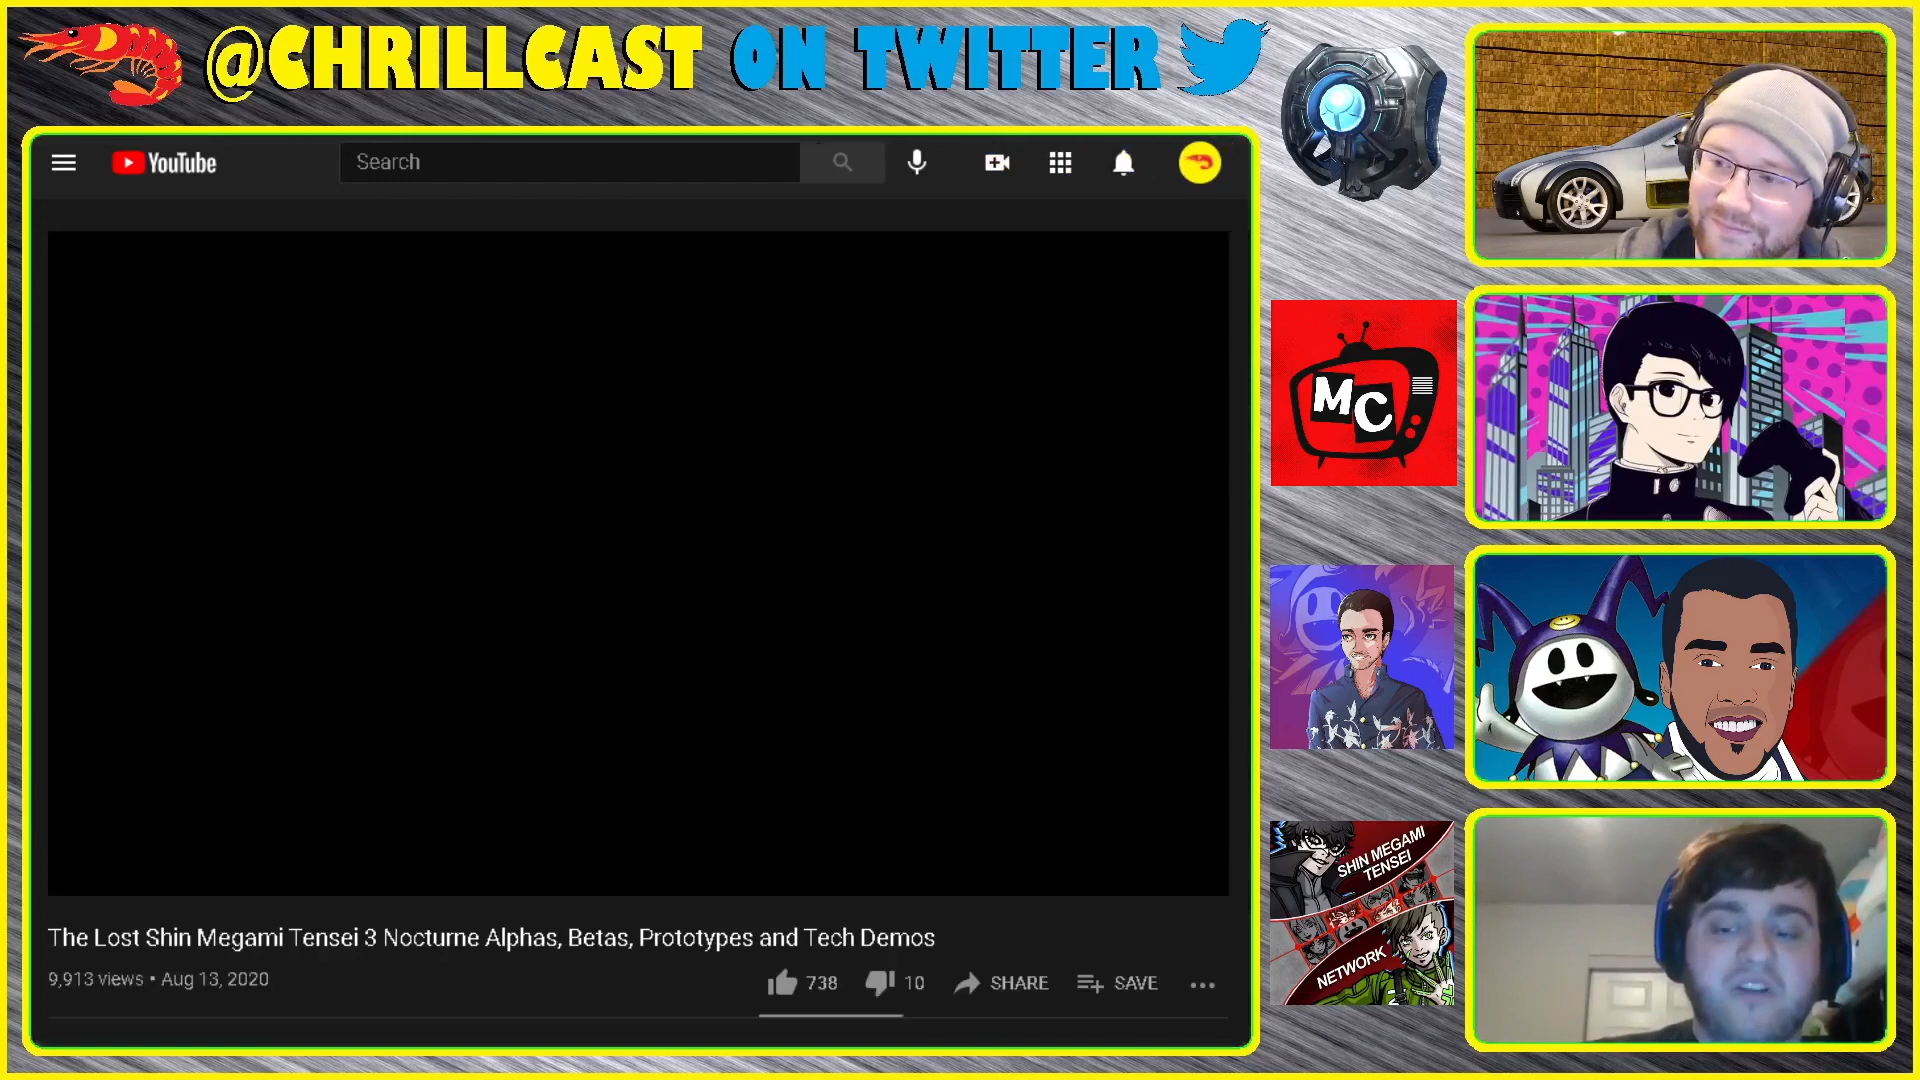 @CHRILLCAST ON TWITTER
YouTube
Search
The Lost Shin Megami Tensei 3 Nocturne Alphas, Betas, Prototypes and Tech Demos
9,913 views • Aug 13, 2020
738
10
SHARE
SAVE
MC
SHIN MEGAMI
TENSEI
NETWORK